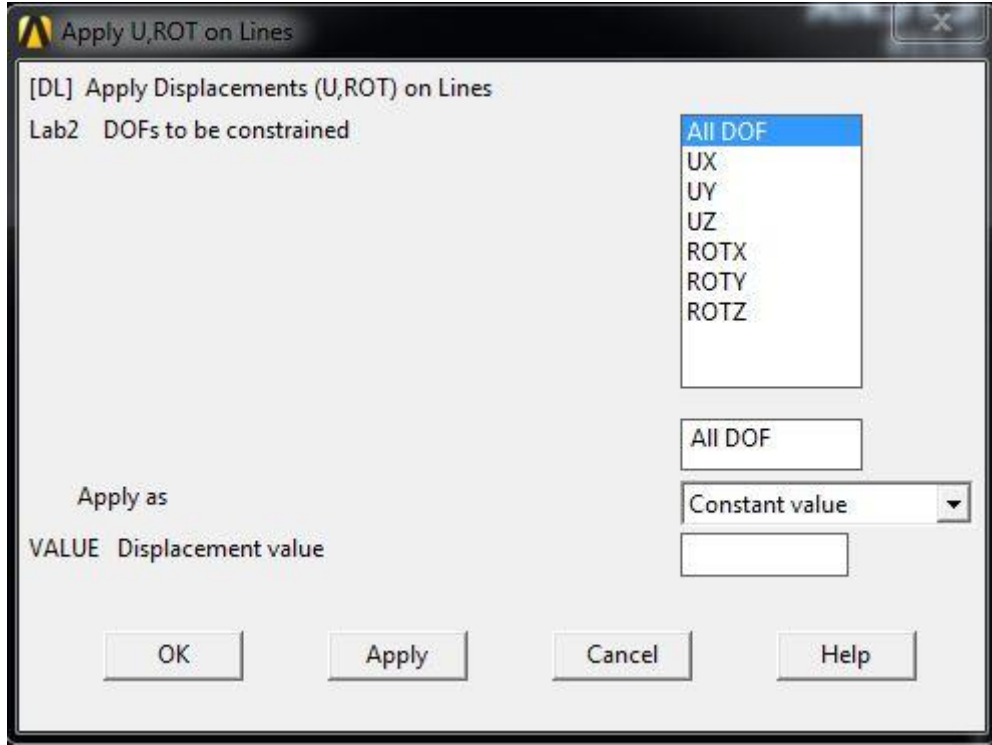 Apply U,ROT on Lines
[DL] Apply Displacements (U,ROT) on Lines
Lab2 DOFs to be constrained
All DOF
UX
UY
UZ
ROTX
ROTY
ROTZ
All DOF
Apply as
Constant value
VALUE Displacement value
OK
Apply
Cancel
Help